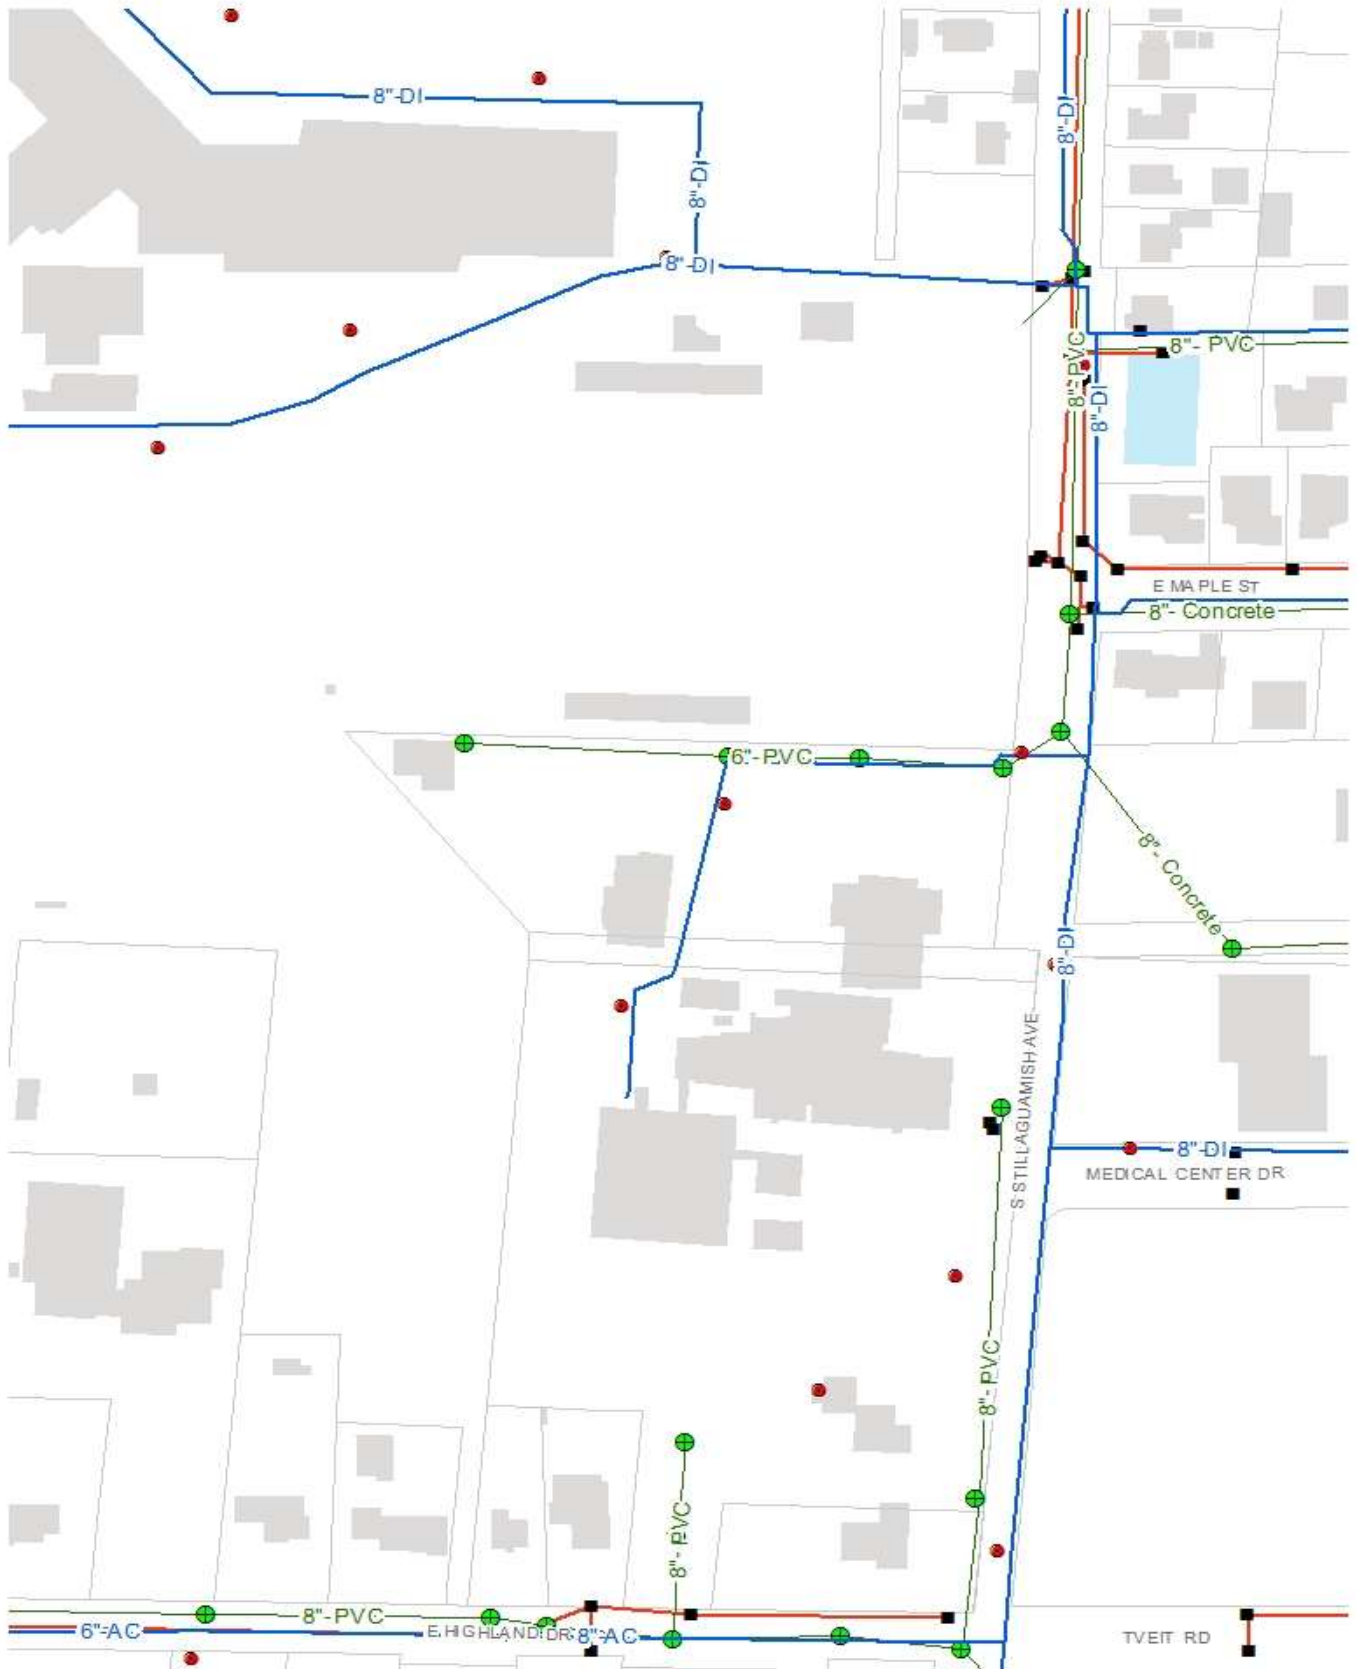 8"-DI
8"-DI
8"-DI
8"-DI
8"- PVC
8"- PVC
8"-DI
E MAPLE ST
8"- Concrete
6"- PVC
8"- Concrete
8"-DI
S STILLAGUAMISH AVE
8"-DI
MEDICAL CENTER DR
8"- PVC
8"- PVC
8"-PVC
6"-AC
E HIGHLAND DR
8"-AC
TVEIT RD